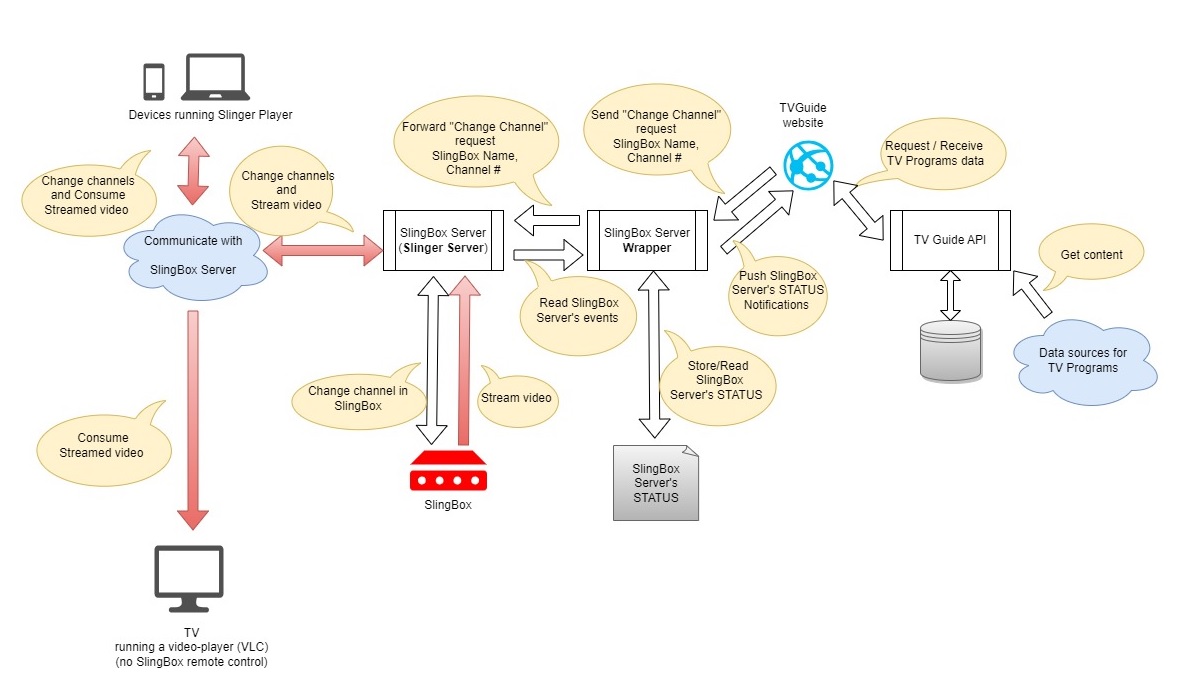 Devices running Slinger Player
Change channels
and Consume
Streamed video
Change channels
and
Stream video
Communicate with
SlingBox Server
Forward "Change Channel"
request
SlingBox Name,
Channel #
Send "Change Channel"
request
SlingBox Name,
Channel #
TVGuide
website
Request / Receive
TV Programs data
SlingBox Server
(Slinger Server)
SlingBox Server
Wrapper
TV Guide API
Get content
Read SlingBox
Server's events
Push SlingBox
Server's STATUS
Notifications
Data sources for
TV Programs
Change channel in
SlingBox
Stream video
Store/Read
SlingBox
Server's STATUS
Consume
Streamed video
SlingBox
SlingBox
Server's
STATUS
TV
running a video-player (VLC)
(no SlingBox remote control)